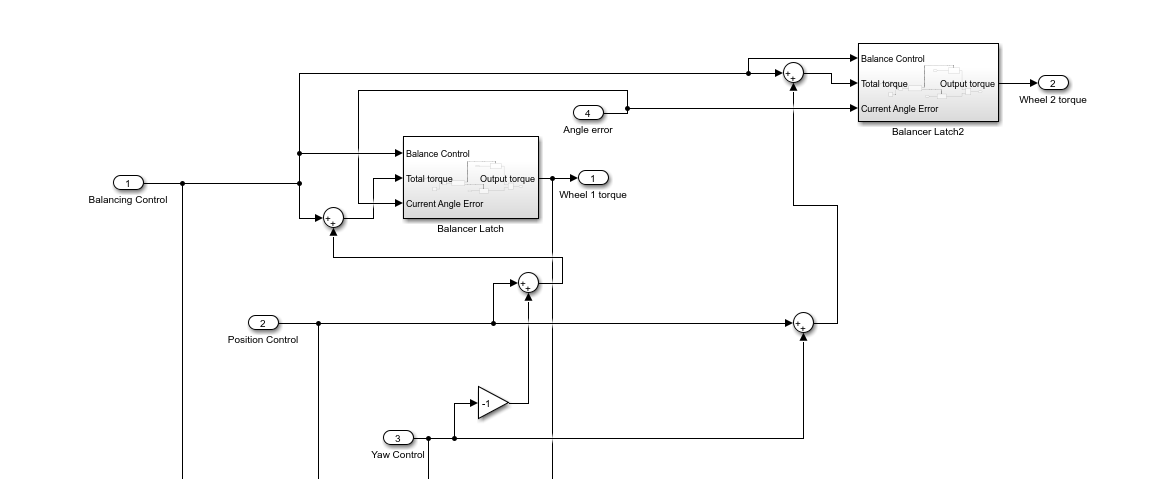 Balance Control
Total torque
Output torque
Current Angle Error
Balancer Latch2
2
Wheel 2 torque
4
Angle error
Balance Control
Total torque
Output torque
Current Angle Error
Balancer Latch
1
Wheel 1 torque
1
Balancing Control
+
+
+
+
+
+
2
Position Control
+
+
-1
3
Yaw Control